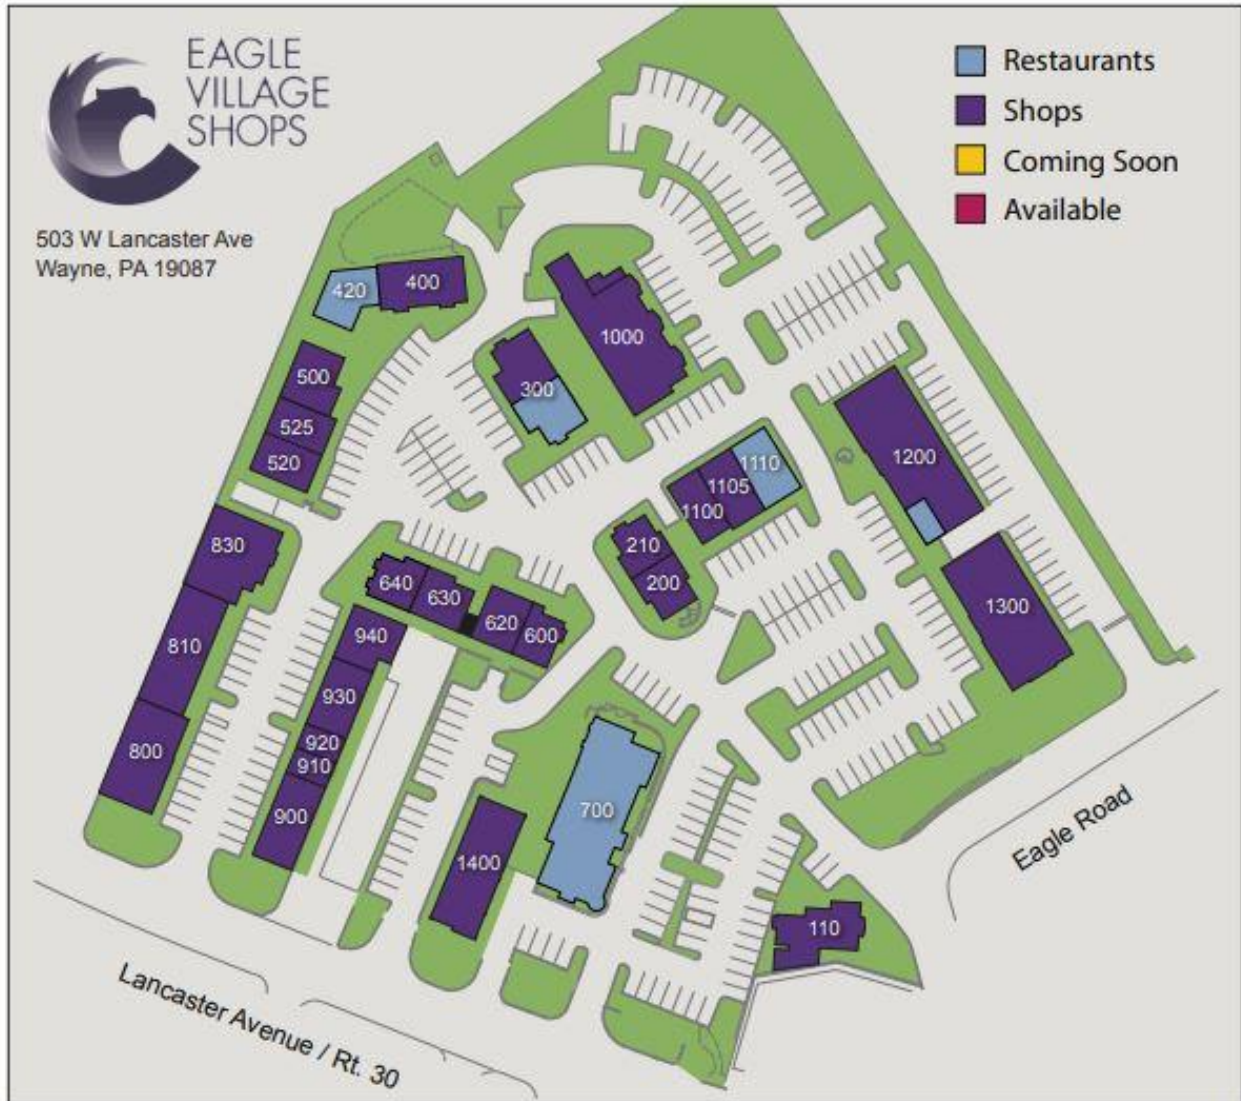 EAGLE
VILLAGE
SHOPS
503 W Lancaster Ave
Wayne, PA 19087
Restaurants
Shops
Coming Soon
Available
420
400
500
525
520
300
1000
1110
1105
1100
1200
210
200
1300
830
810
800
640
630
620
600
940
930
920
910
900
700
1400
110
Eagle Road
Lancaster Avenue / Rt. 30